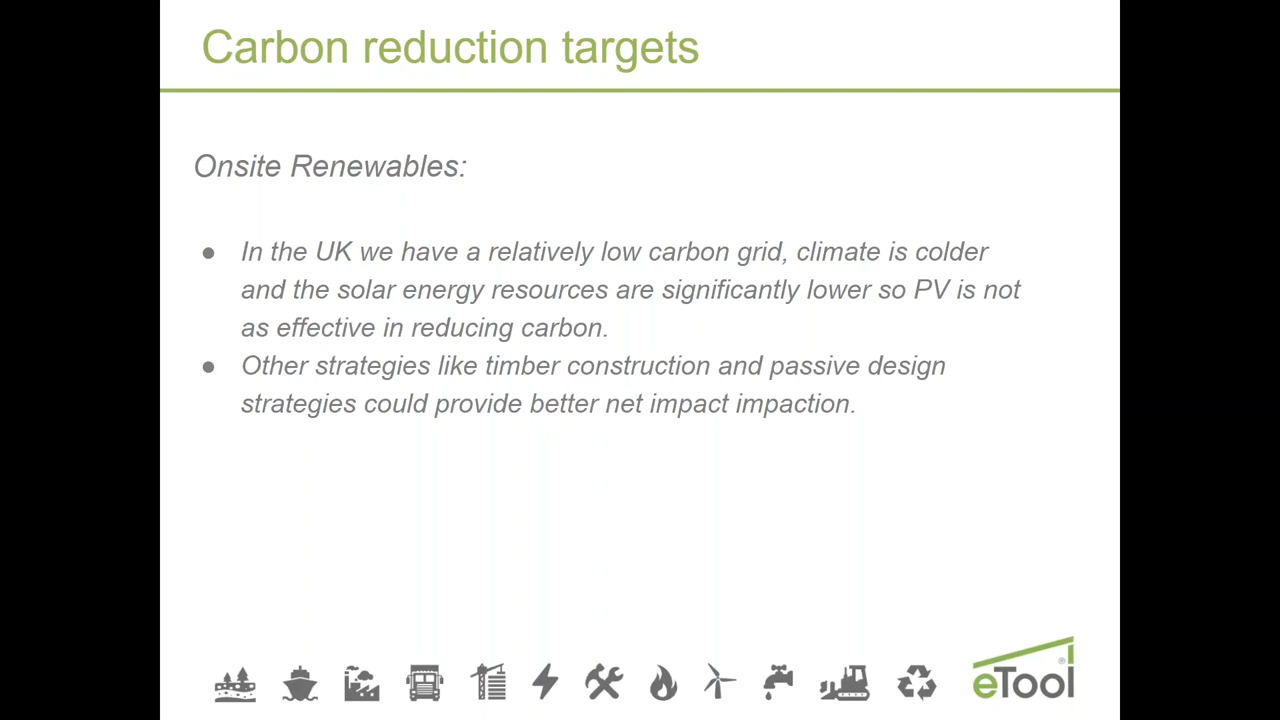 Carbon reduction targets
Onsite Renewables:
● In the UK we have a relatively low carbon grid, climate is colder
and the solar energy resources are significantly lower so PV is not
as effective in reducing carbon.
● Other strategies like timber construction and passive design
strategies could provide better net impact impaction.
eTool®